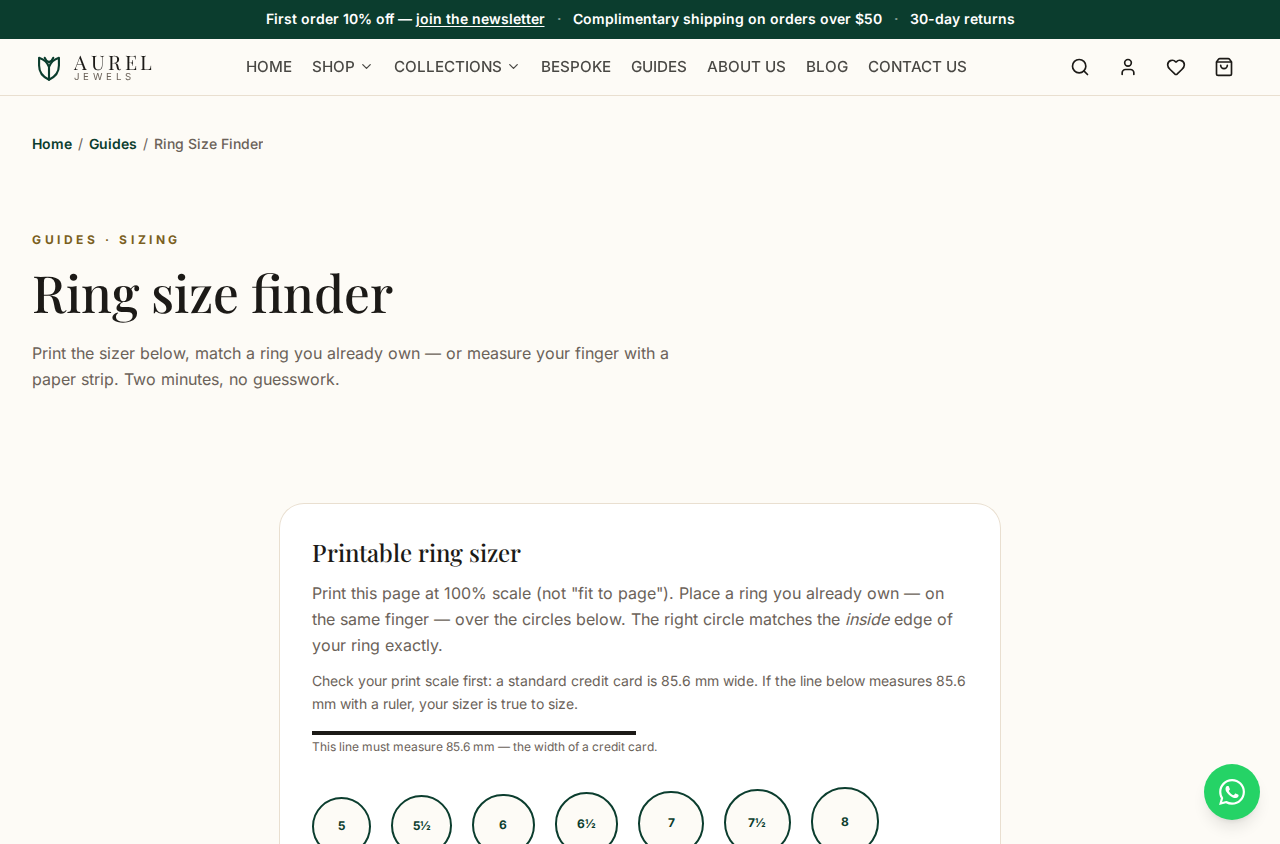 First order 10% off — join the newsletter · Complimentary shipping on orders over $50 · 30-day returns
AUREL
JEWELS
HOME SHOP COLLECTIONS BESPOKE GUIDES ABOUT US BLOG CONTACT US
Home / Guides / Ring Size Finder
GUIDES · SIZING
Ring size finder
Print the sizer below, match a ring you already own — or measure your finger with a
paper strip. Two minutes, no guesswork.
Printable ring sizer
Print this page at 100% scale (not "fit to page"). Place a ring you already own — on
the same finger — over the circles below. The right circle matches the inside edge of
your ring exactly.
Check your print scale first: a standard credit card is 85.6 mm wide. If the line below measures 85.6
mm with a ruler, your sizer is true to size.
This line must measure 85.6 mm — the width of a credit card.
5 5½ 6 6½ 7 7½ 8